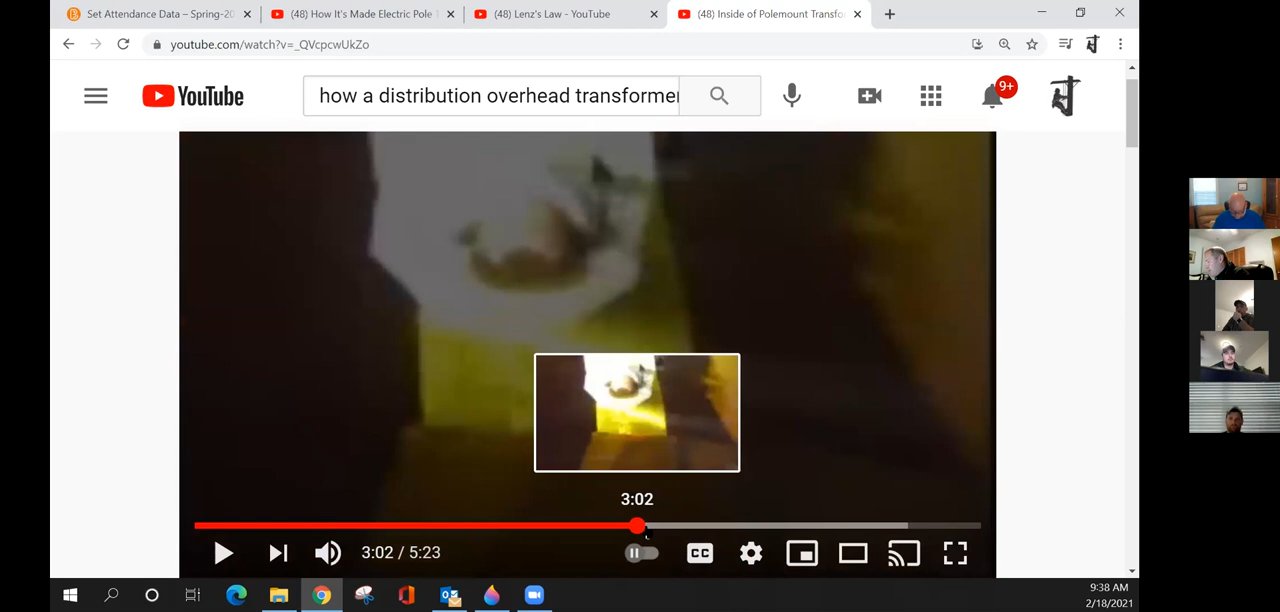 Set Attendance Data – Spring-20
(48) How It's Made Electric Pole
(48) Lenz's Law - YouTube
(48) Inside of Polemount Transfo
youtube.com/watch?v=_QVcpcwUkZo
YouTube
how a distribution overhead transformer
9+
3:02
3:02 / 5:23
CC
9:38 AM
2/18/2021